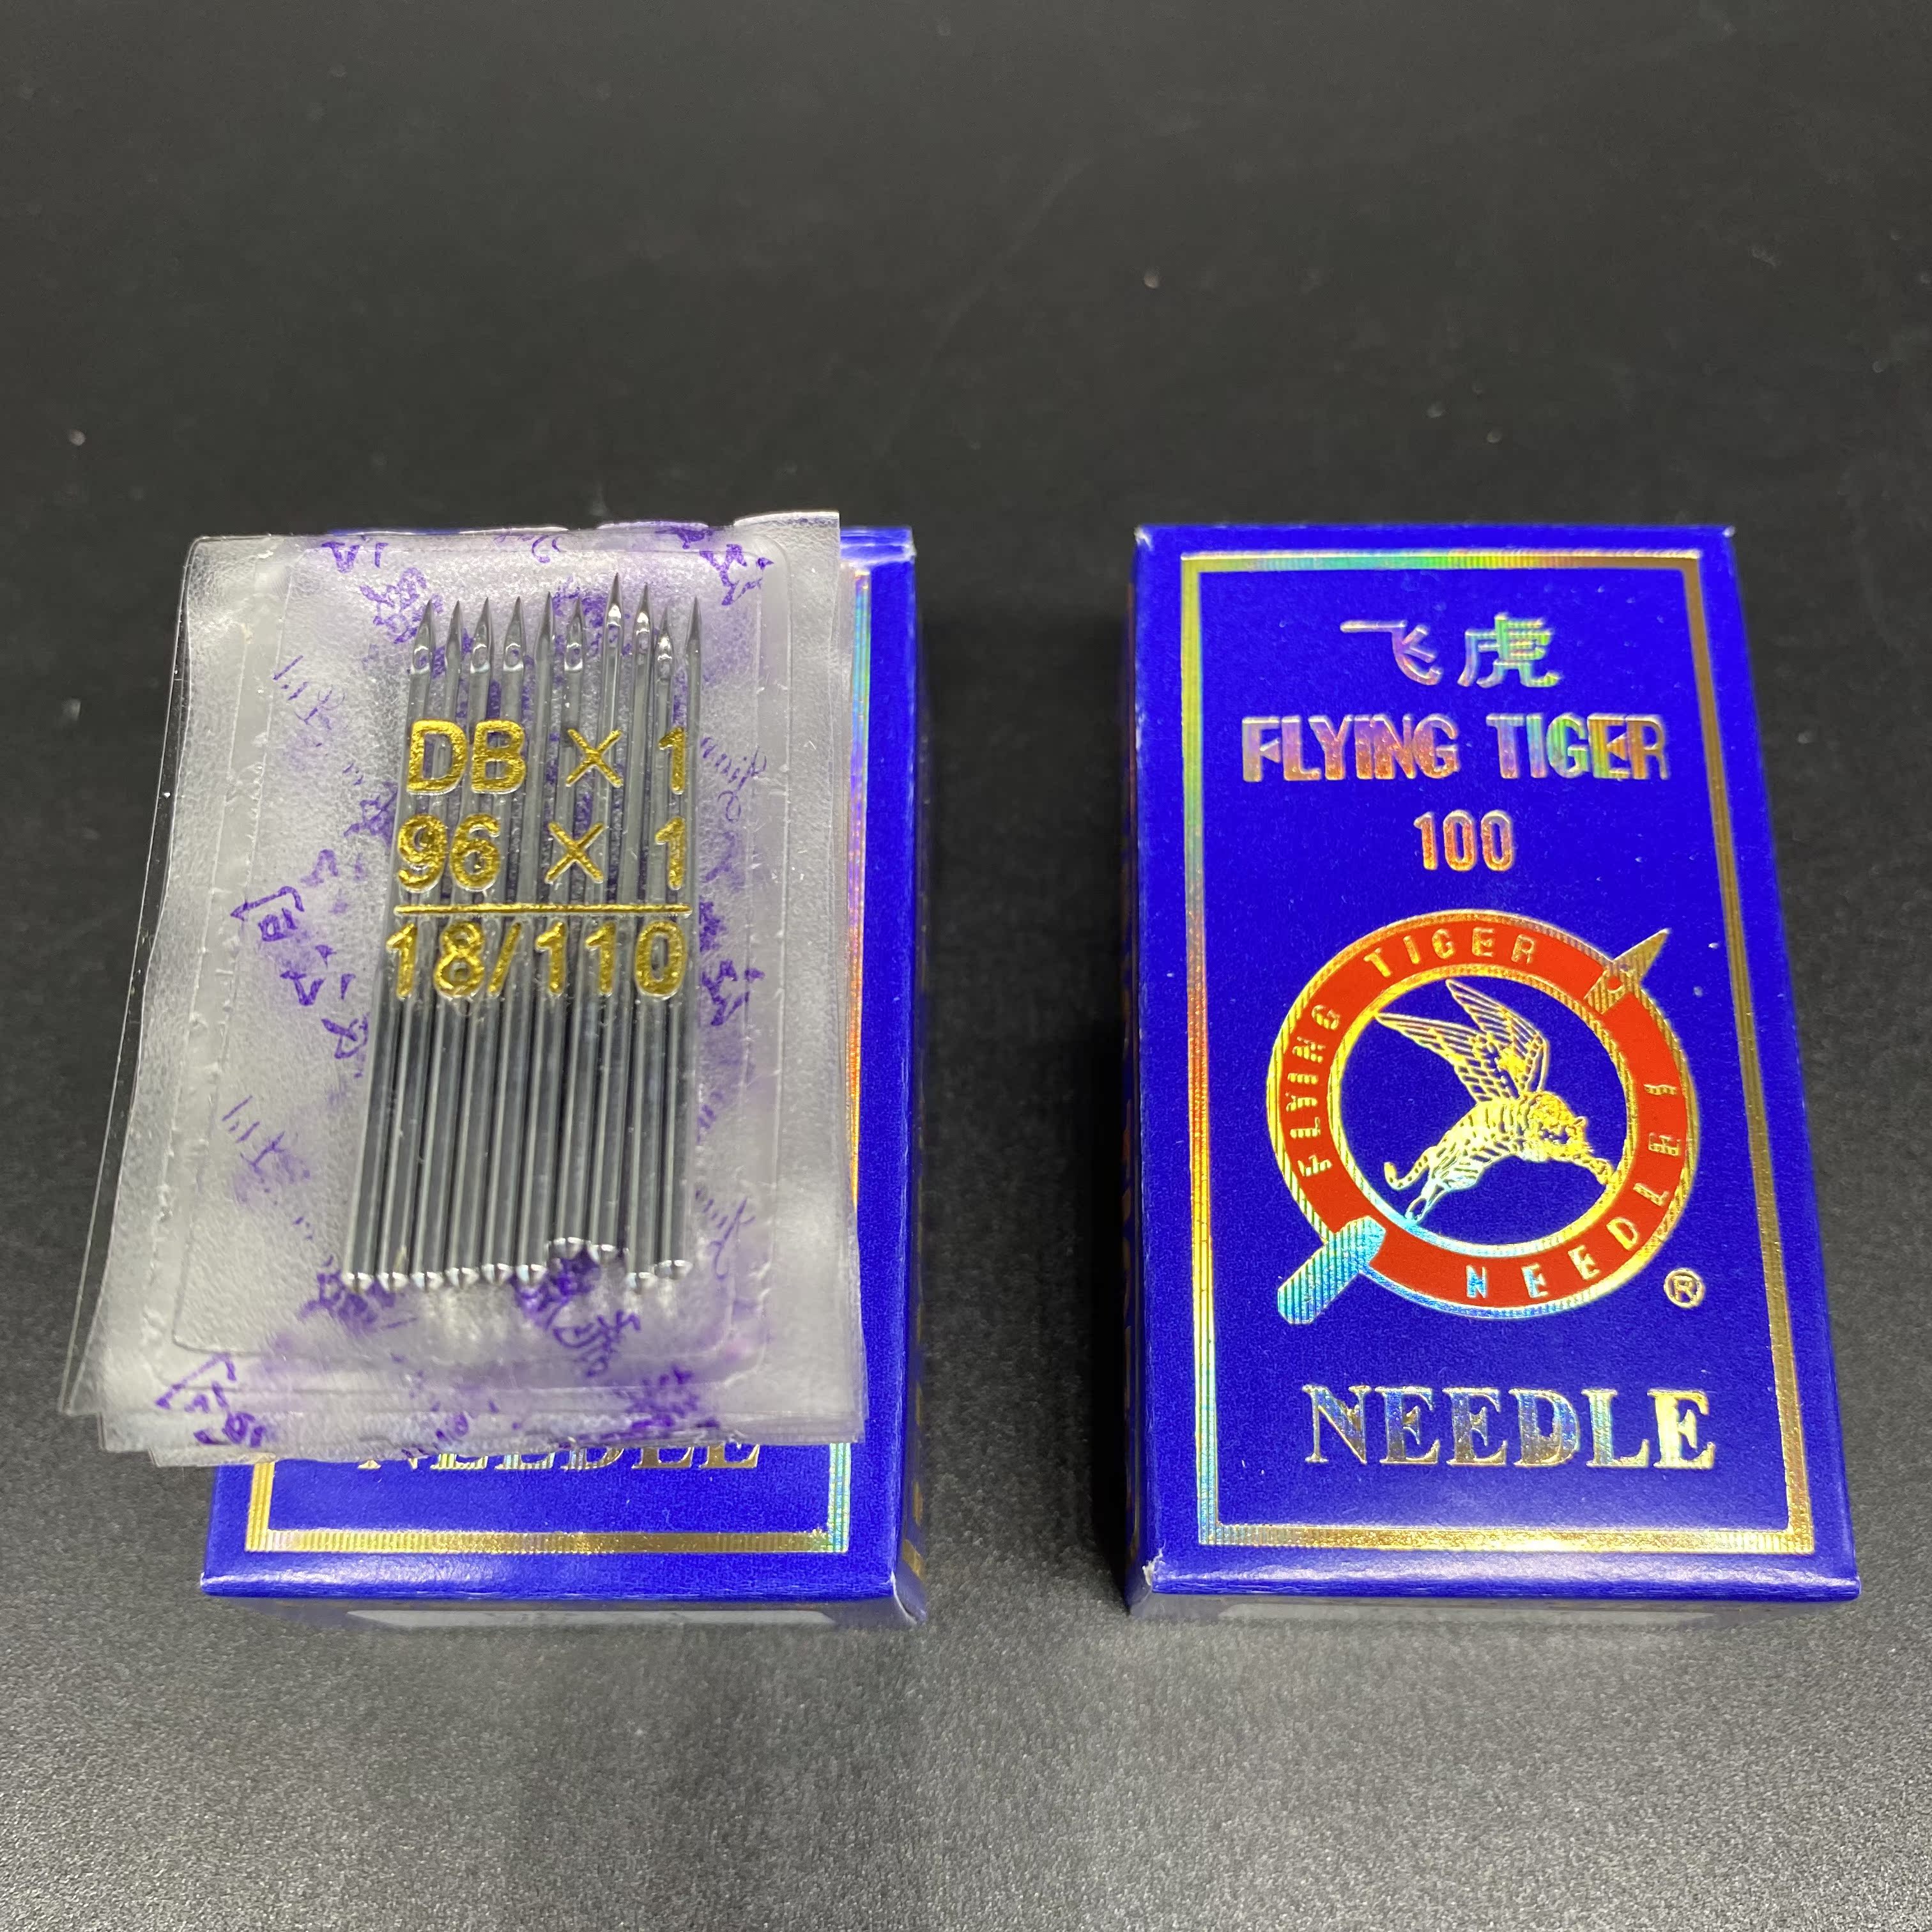 DB × 1
96 × 1
18/110
NEEDLE
飞虎
FLYING TIGER
100
FLYING TIGER
NEEDLE
®
NEEDLE